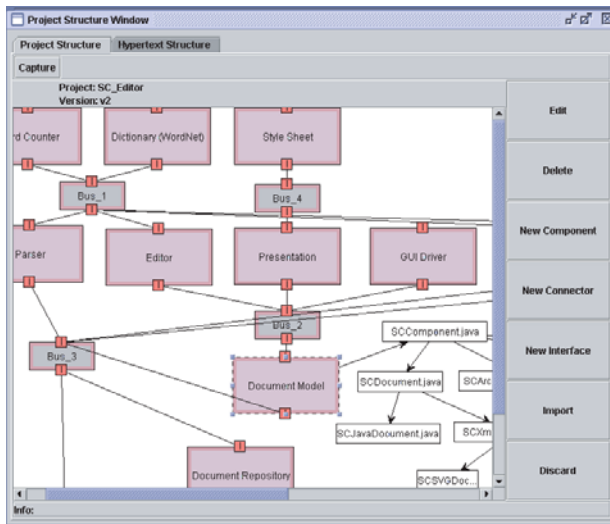 Project Structure Window
Project Structure
Hypertext Structure
Capture
Project: SC_Editor
Version: v2
rd Counter
Dictionary (WordNet)
Style Sheet
Edit
Bus_1
Bus_4
Delete
Parser
Editor
Presentation
GUI Driver
New Component
Bus_2
New Connector
SCComponent.java
Bus_3
Document Model
SCDocument.java
SCArc
New Interface
SCJavaDocument.java
SCXm
Import
Document Repository
SCSVGDoc...
Discard
Info: